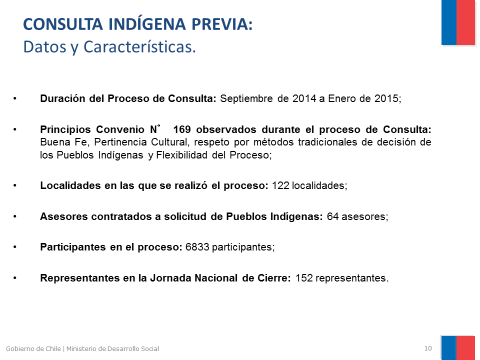 CONSULTA INDÍGENA PREVIA:
Datos y Características.
• Duración del Proceso de Consulta: Septiembre de 2014 a Enero de 2015;
• Principios Convenio N° 169 observados durante el proceso de Consulta:
Buena Fe, Pertinencia Cultural, respeto por métodos tradicionales de decisión de
los Pueblos Indígenas y Flexibilidad del Proceso;
• Localidades en las que se realizó el proceso: 122 localidades;
• Asesores contratados a solicitud de Pueblos Indígenas: 64 asesores;
• Participantes en el proceso: 6833 participantes;
• Representantes en la Jornada Nacional de Cierre: 152 representantes.
Gobierno de Chile | Ministerio de Desarrollo Social
10